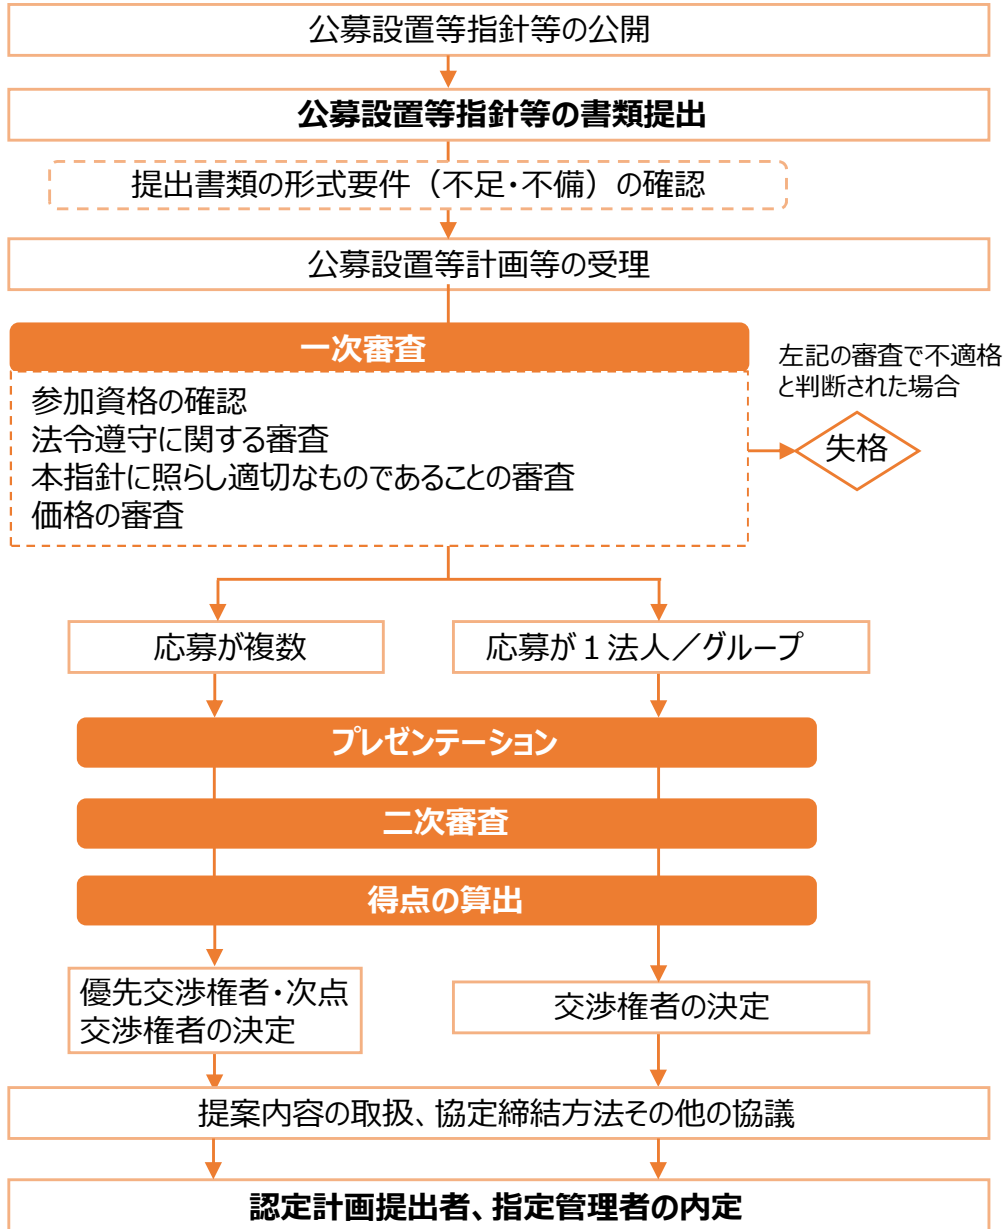 公募設置等指針等の公開
公募設置等指針等の書類提出
提出書類の形式要件（不足・不備）の確認
公募設置等計画等の受理
一次審査
参加資格の確認
法令遵守に関する審査
本指針に照らし適切なものであることの審査
価格の審査
左記の審査で不適格
と判断された場合
失格
応募が複数
応募が１法人／グループ
プレゼンテーション
二次審査
得点の算出
優先交渉権者・次点
交渉権者の決定
交渉権者の決定
提案内容の取扱、協定締結方法その他の協議
認定計画提出者、指定管理者の内定